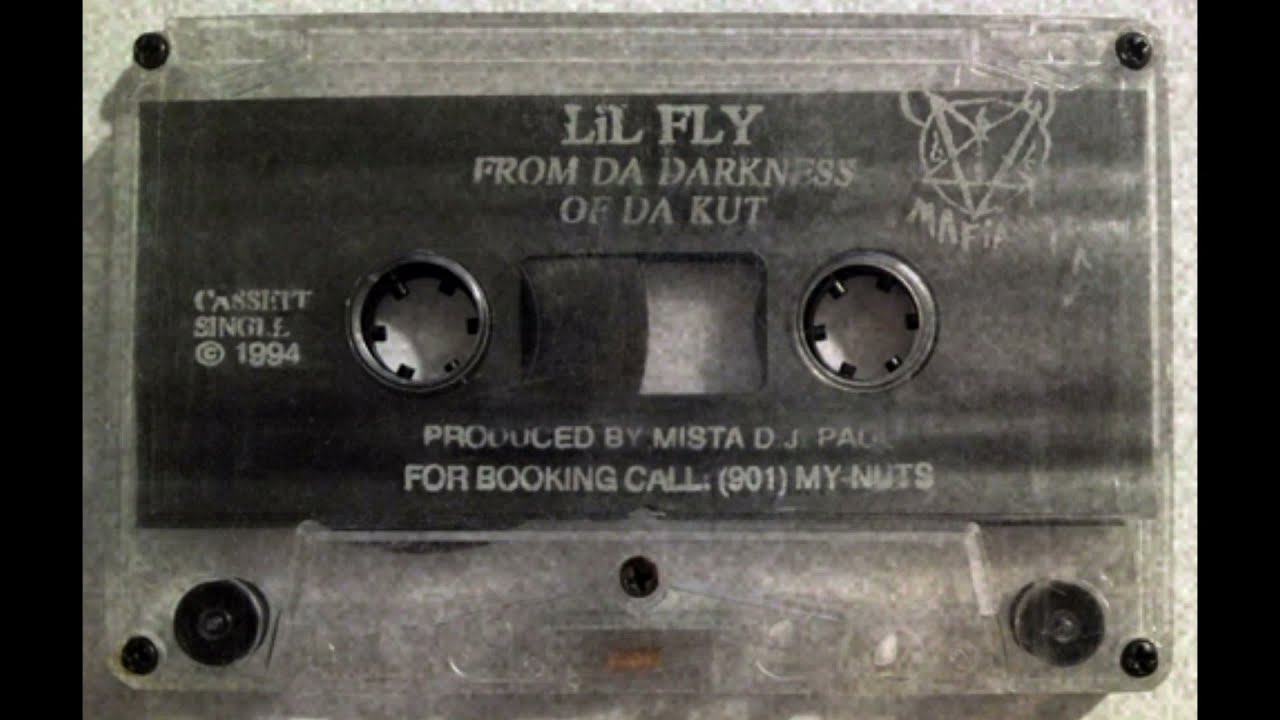 LiL FLY
FROM DA DARKNESS
OF DA KUT
MAFIA
CASSETT
SINGLE
© 1994
PRODUCED BY MISTA D.J. PAUL
FOR BOOKING CALL: (901) MY-NUTS